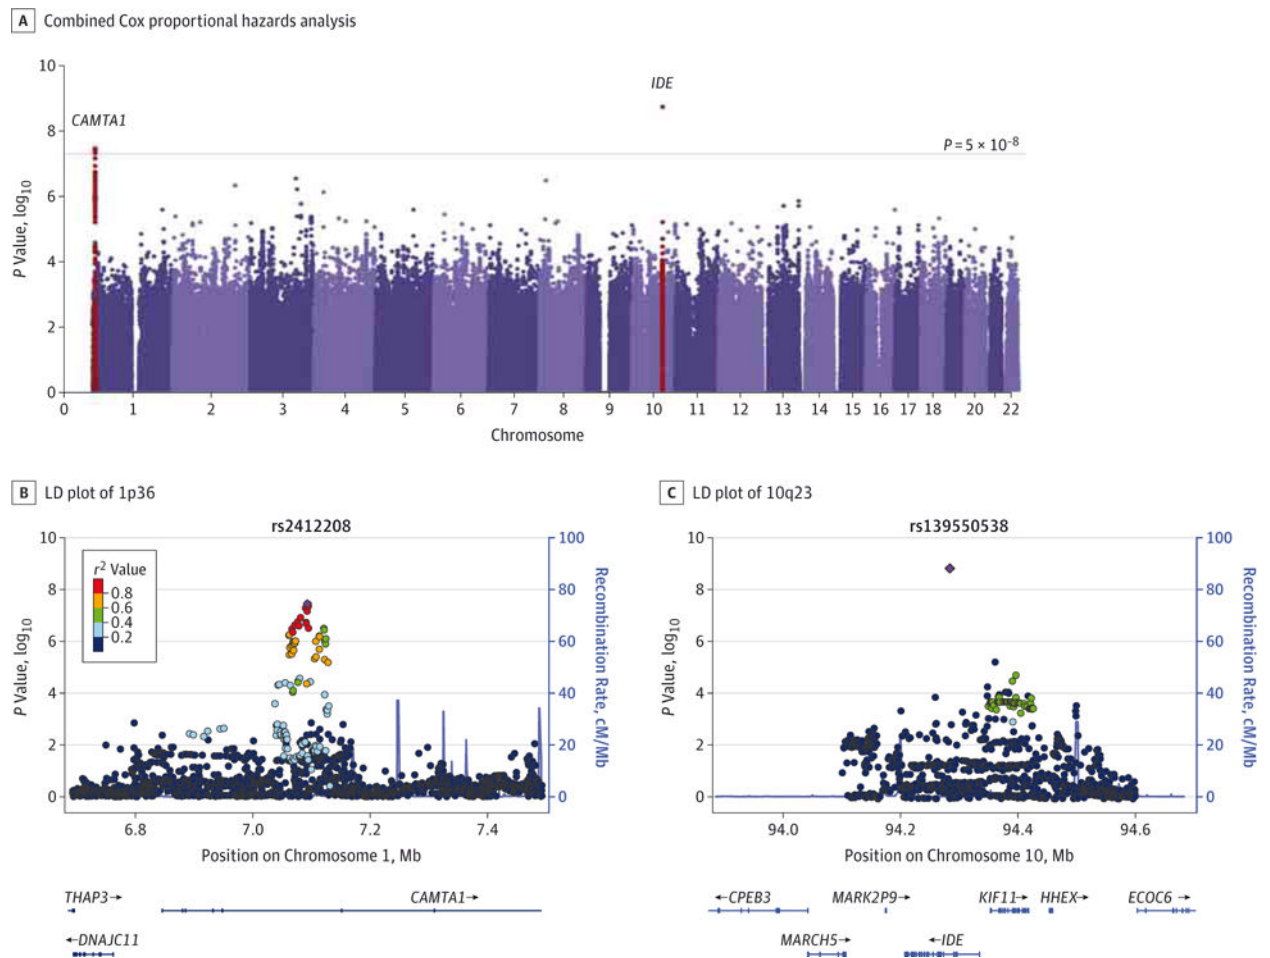 A Combined Cox proportional hazards analysis
10
8
6
4
2
0
P Value, log10
CAMTA1
IDE
P = 5 × 10–8
0 1 2 3 4 5 6 7 8 9 10 11 12 13 14 15 16 17 18 20 22
Chromosome
B LD plot of 1p36
rs2412208
10
8
6
4
2
0
P Value, log10
r2 Value
0.8
0.6
0.4
0.2
100
80
60
40
20
0
Recombination Rate, cM/Mb
6.8 7.0 7.2 7.4
Position on Chromosome 1, Mb
THAP3→ CAMTA1→
←DNAJC11
C LD plot of 10q23
rs139550538
10
8
6
4
2
0
P Value, log10
100
80
60
40
20
0
Recombination Rate, cM/Mb
94.0 94.2 94.4 94.6
Position on Chromosome 10, Mb
←CPEB3 MARK2P9→ KIF11→ HHEX→ ECOC6→
MARCH5→ ←IDE